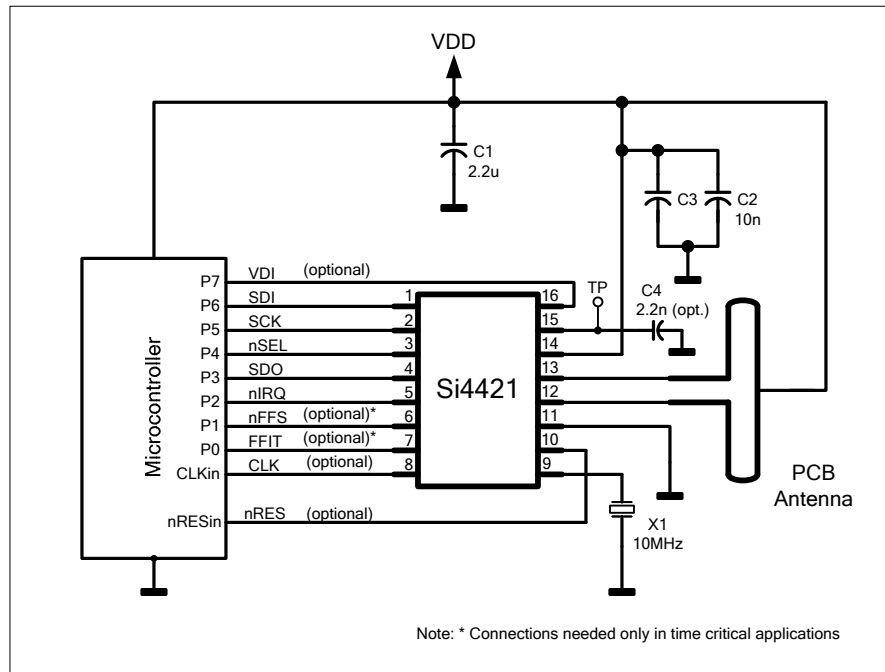 VDD
C1
2.2u
C3
C2
10n
Microcontroller
P7 VDI (optional)
P6 SDI
P5 SCK
P4 nSEL
P3 SDO
P2 nIRQ
P1 nFFS (optional)*
P0 FFIT (optional)*
CLKin CLK (optional)
nRESin nRES (optional)
1
2
3
4
5
6
7
8
Si4421
16
15
14
13
12
11
10
9
TP
C4
2.2n (opt.)
X1
10MHz
PCB
Antenna
Note: * Connections needed only in time critical applications